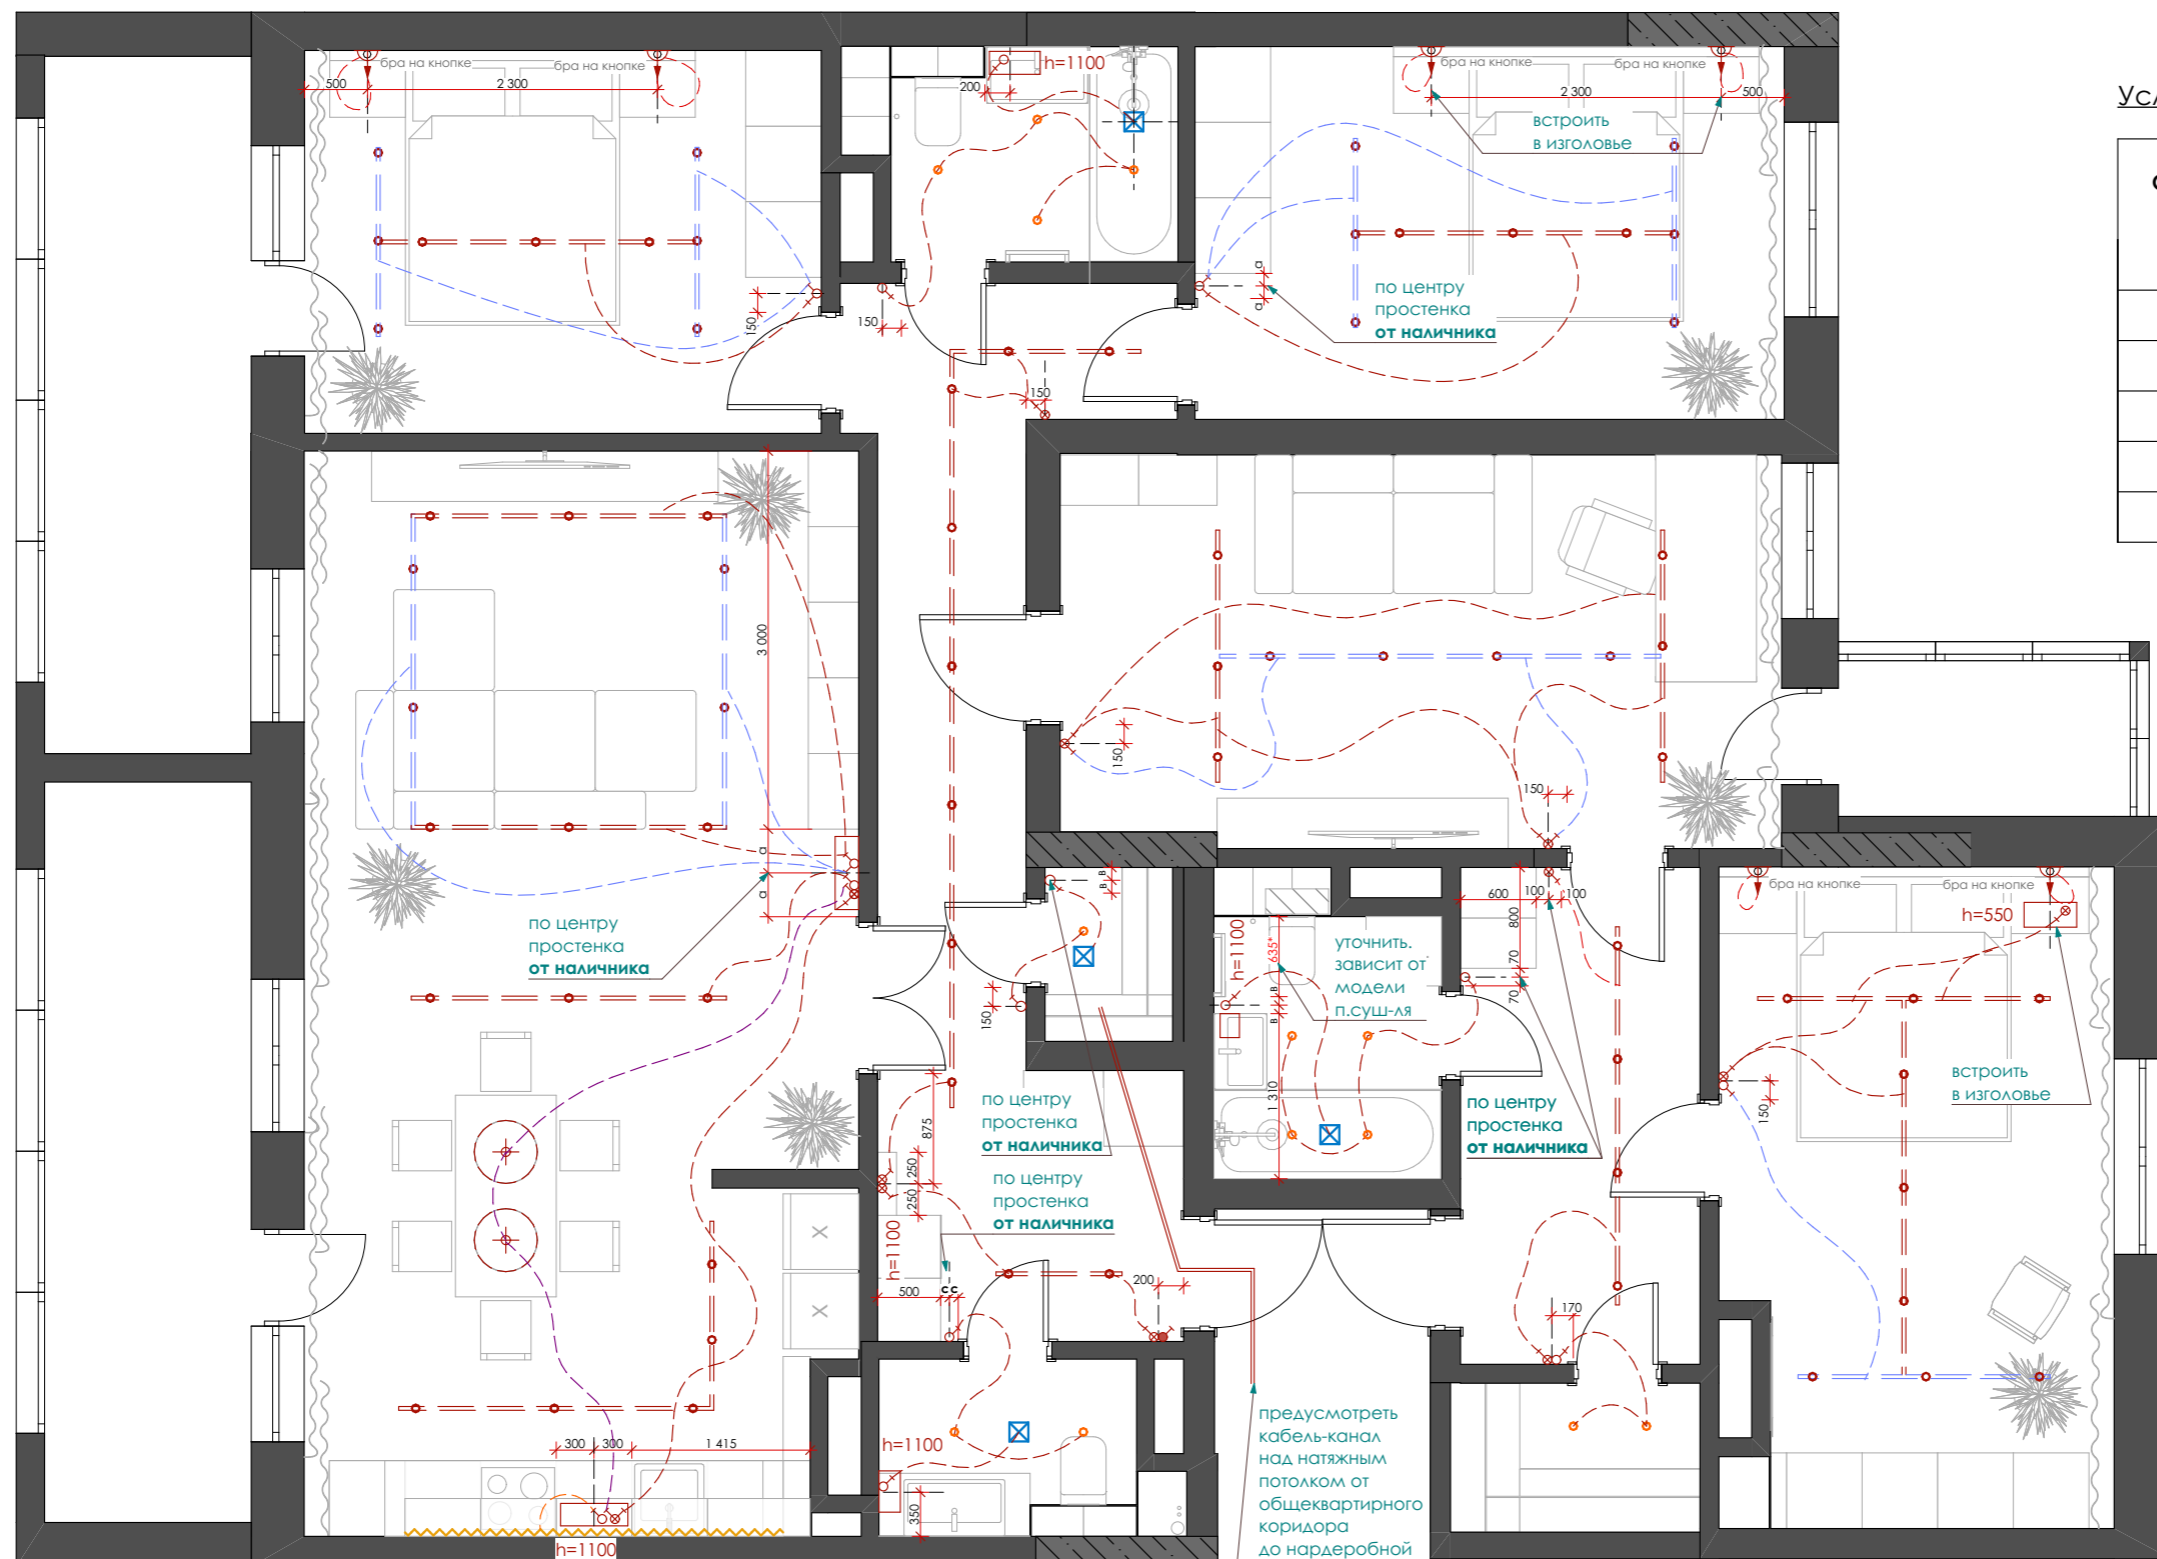 бра на кнопке
бра на кнопке
500
2 300
h=1100
200
бра на кнопке
бра на кнопке
2 300
500
встроить
в изголовье
по центру
простенка
от наличника
a
a
150
150
150
3 000
a
a
по центру
простенка
от наличника
150
150
600
100
100
800
70
70
в
в
150
h=1100
635*
в
в
1 310
уточнить.
зависит от
модели
п.суш-ля
бра на кнопке
бра на кнопке
h=550
встроить
в изголовье
150
по центру
простенка
от наличника
по центру
простенка
от наличника
875
250
250
h=1100
по центру
простенка
от наличника
500
c c
200
170
300
300
1 415
h=1100
h=1100
350
предусмотреть
кабель-канал
над натяжным
потолком от
общеквартирного
коридора
до нардеробной